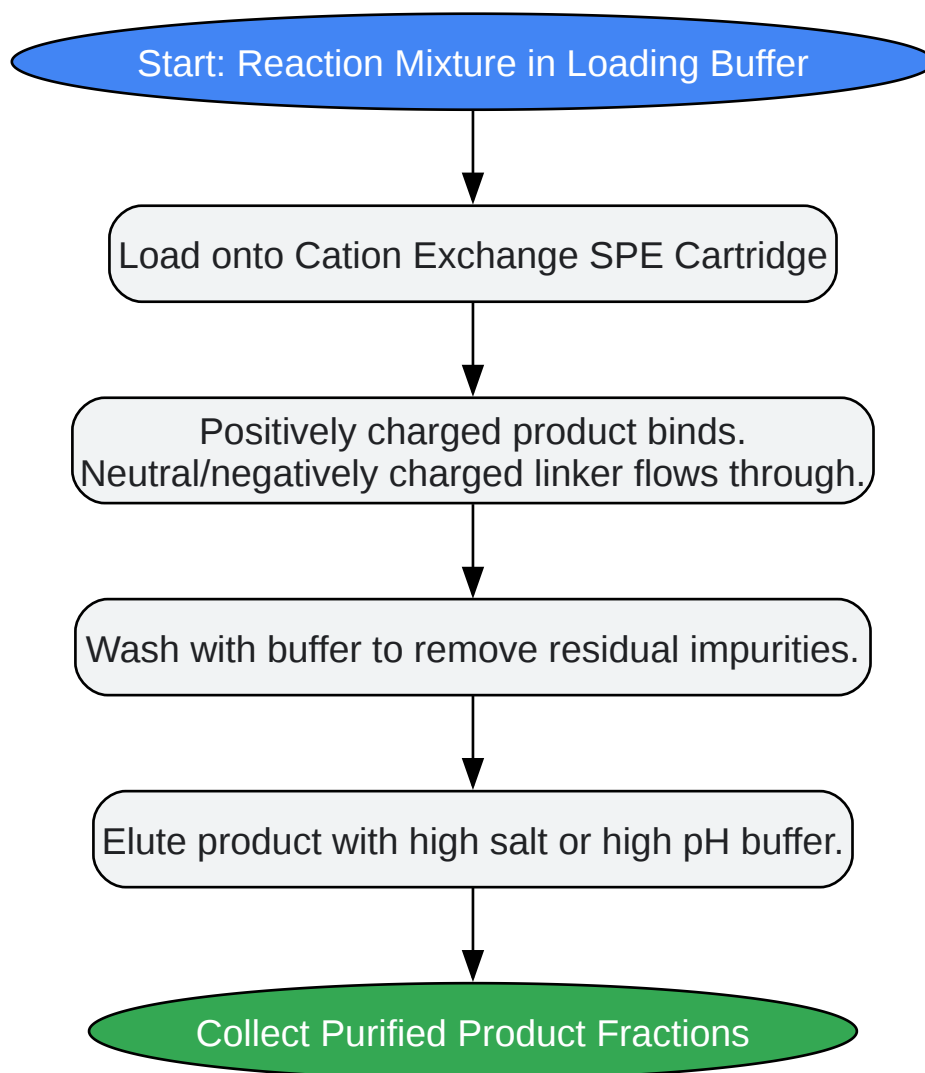 Start: Reaction Mixture in Loading Buffer
Load onto Cation Exchange SPE Cartridge
Positively charged product binds.
Neutral/negatively charged linker flows through.
Wash with buffer to remove residual impurities.
Elute product with high salt or high pH buffer.
Collect Purified Product Fractions